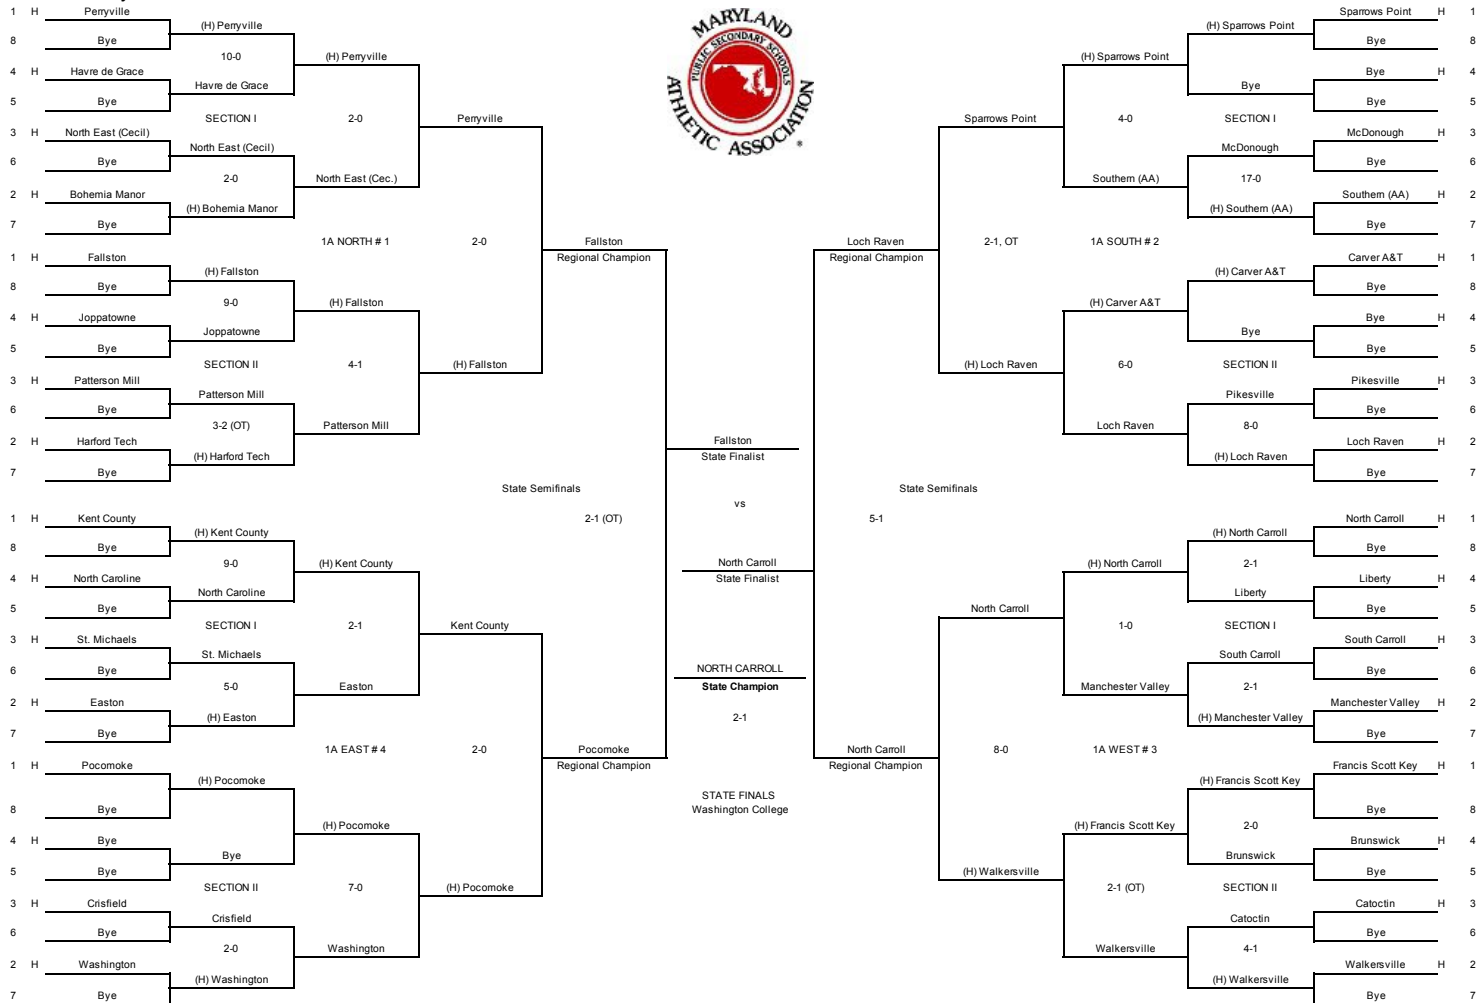 1 H Perryville
(H) Perryville
8 Bye
10-0
(H) Perryville
4 H Havre de Grace
Havre de Grace
5 Bye
SECTION I
2-0
Perryville
3 H North East (Cecil)
North East (Cecil)
6 Bye
2-0
North East (Cec.)
2 H Bohemia Manor
(H) Bohemia Manor
7 Bye
1A NORTH # 1
2-0
Fallston
Regional Champion
1 H Fallston
(H) Fallston
8 Bye
9-0
(H) Fallston
4 H Joppatowne
Joppatowne
5 Bye
SECTION II
4-1
(H) Fallston
3 H Patterson Mill
Patterson Mill
6 Bye
3-2 (OT)
Patterson Mill
2 H Harford Tech
(H) Harford Tech
7 Bye
State Semifinals
2-1 (OT)
1 H Kent County
(H) Kent County
8 Bye
9-0
(H) Kent County
4 H North Caroline
North Caroline
5 Bye
SECTION I
2-1
Kent County
3 H St. Michaels
St. Michaels
6 Bye
5-0
Easton
2 H Easton
(H) Easton
7 Bye
1A EAST # 4
2-0
Pocomoke
Regional Champion
1 H Pocomoke
(H) Pocomoke
8 Bye
(H) Pocomoke
4 H Bye
Bye
5 Bye
SECTION II
7-0
(H) Pocomoke
3 H Crisfield
Crisfield
6 Bye
2-0
Washington
2 H Washington
(H) Washington
7 Bye
MARYLAND
PUBLIC SECONDARY SCHOOLS
ATHLETIC ASSOCIATION
®
Fallston
State Finalist
vs
North Carroll
State Finalist
NORTH CARROLL
State Champion
2-1
STATE FINALS
Washington College
Sparrows Point H 1
(H) Sparrows Point
Bye 8
(H) Sparrows Point
Bye H 4
Bye
Bye 5
Sparrows Point
4-0
SECTION I
McDonough H 3
McDonough
Bye 6
Southern (AA)
17-0
Southern (AA) H 2
(H) Southern (AA)
Bye 7
Loch Raven
Regional Champion
2-1, OT
1A SOUTH # 2
Carver A&T H 1
(H) Carver A&T
Bye 8
(H) Carver A&T
Bye H 4
Bye
Bye 5
(H) Loch Raven
6-0
SECTION II
Pikesville H 3
Pikesville
Bye 6
Loch Raven
8-0
Loch Raven H 2
(H) Loch Raven
Bye 7
State Semifinals
5-1
North Carroll H 1
(H) North Carroll
Bye 8
(H) North Carroll
2-1
Liberty H 4
Liberty
Bye 5
North Carroll
1-0
SECTION I
South Carroll H 3
South Carroll
Bye 6
Manchester Valley
2-1
Manchester Valley H 2
(H) Manchester Valley
Bye 7
North Carroll
Regional Champion
8-0
1A WEST # 3
Francis Scott Key H 1
(H) Francis Scott Key
Bye 8
(H) Francis Scott Key
2-0
Brunswick H 4
Brunswick
Bye 5
(H) Walkersville
2-1 (OT)
SECTION II
Catoctin H 3
Catoctin
Bye 6
Walkersville
4-1
Walkersville H 2
(H) Walkersville
Bye 7